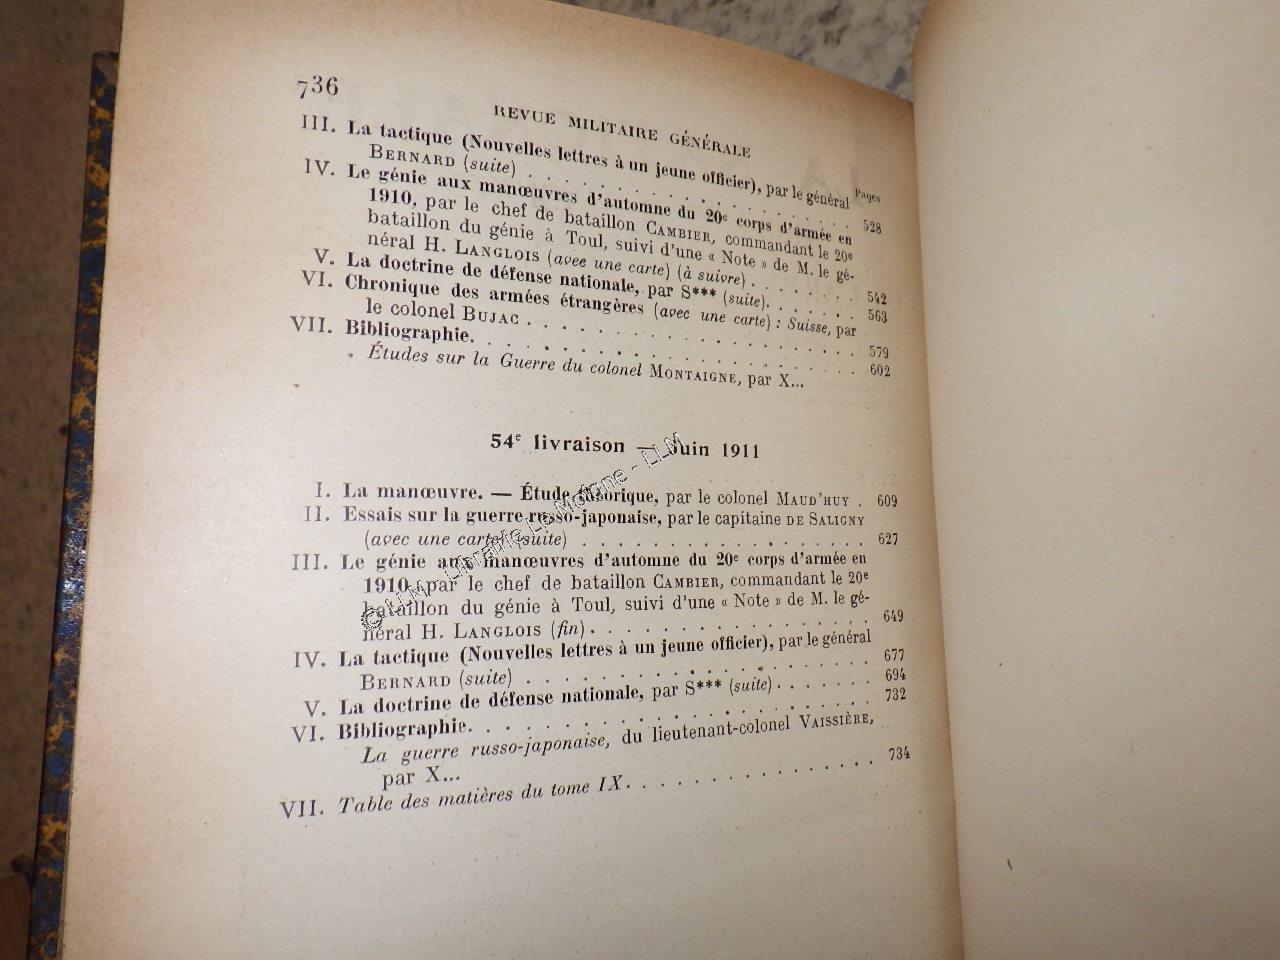 736
REVUE MILITAIRE GÉNÉRALE
Pages
III. La tactique (Nouvelles lettres à un jeune officier), par le général
BERNARD (suite) . . . . . . . . . . . . . . . . . 528
IV. Le génie aux manœuvres d'automne du 20e corps d'armée en
1910, par le chef de bataillon CAMBIER, commandant le 20e
bataillon du génie à Toul, suivi d'une « Note » de M. le gé-
néral H. LANGLOIS (avec une carte) (à suivre) . . . . . . . 542
V. La doctrine de défense nationale, par S*** (suite) . . . . . . . 563
VI. Chronique des armées étrangères (avec une carte) : Suisse, par
le colonel BUJAC . . . . . . . . . . . . . . . . . 579
VII. Bibliographie. . . . . . . . . . . . . . . . . . . 602
Études sur la Guerre du colonel MONTAIGNE, par X...
54e livraison — Juin 1911
I. La manœuvre. — Étude théorique, par le colonel MAUD'HUY . 609
II. Essais sur la guerre russo-japonaise, par le capitaine DE SALIGNY
(avec une carte) (suite) . . . . . . . . . . . . . . . . 627
III. Le génie aux manœuvres d'automne du 20e corps d'armée en
1910, par le chef de bataillon CAMBIER, commandant le 20e
bataillon du génie à Toul, suivi d'une « Note » de M. le gé-
néral H. LANGLOIS (fin) . . . . . . . . . . . . . . . . 649
IV. La tactique (Nouvelles lettres à un jeune officier), par le général
BERNARD (suite) . . . . . . . . . . . . . . . . . 677
V. La doctrine de défense nationale, par S*** (suite) . . . . . . . 694
VI. Bibliographie. . . . . . . . . . . . . . . . . . . 732
La guerre russo-japonaise, du lieutenant-colonel VAISSIÈRE,
par X...
VII. Table des matières du tome IX . . . . . . . . . . . . . 734
© LLM - Librairie Le Moigne - LLM